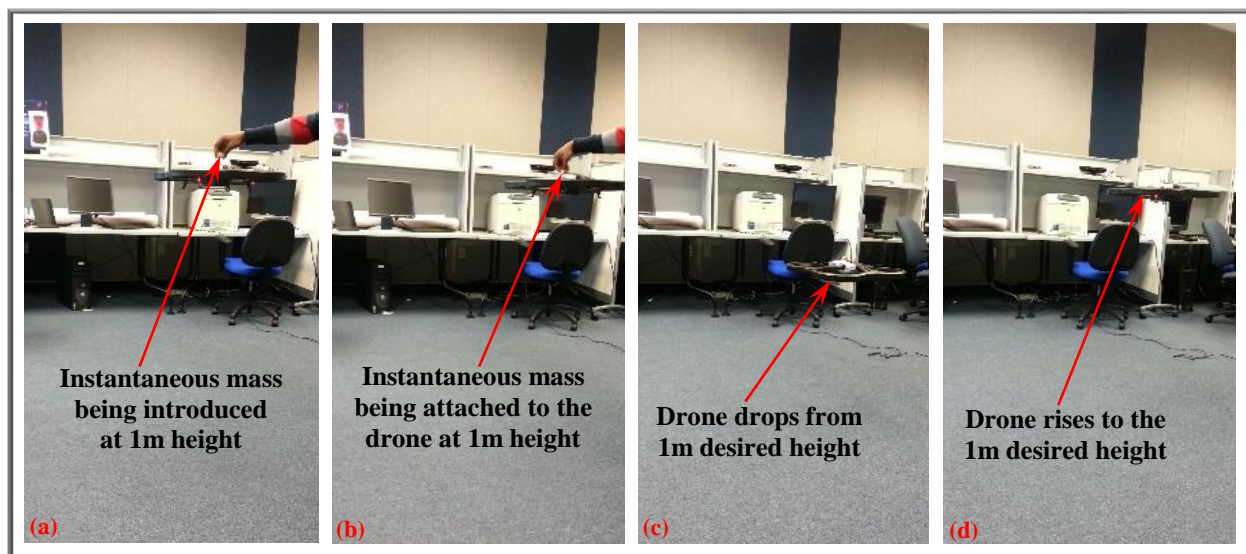 Instantaneous mass
being introduced
at 1m height
(a)
Instantaneous mass
being attached to the
drone at 1m height
(b)
Drone drops from
1m desired height
(c)
Drone rises to the
1m desired height
(d)